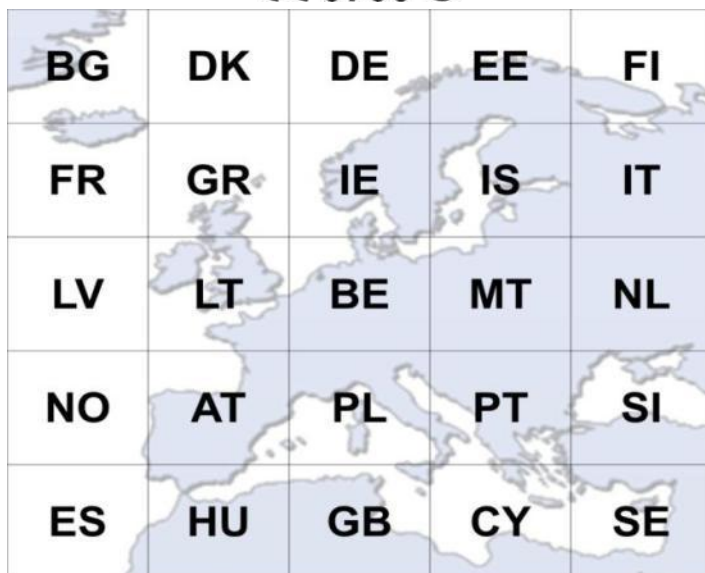 BG DK DE EE FI
FR GR IE IS IT
LV LT BE MT NL
NO AT PL PT SI
ES HU GB CY SE